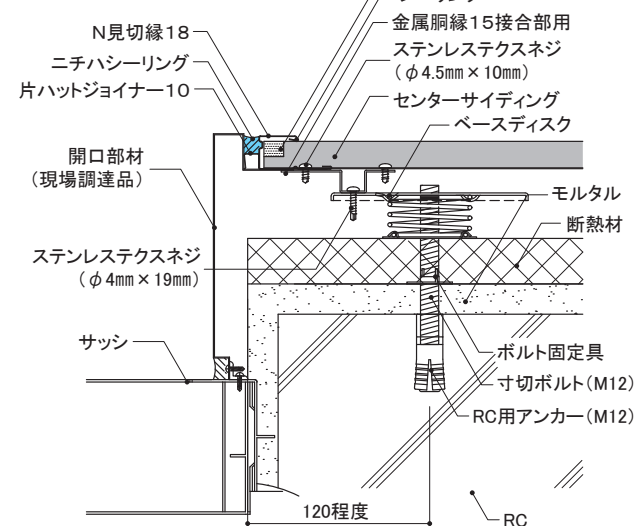 N見切縁18
ニチハシーリング
片ハットジョイナー10
金属胴縁15接合部用
ステンレステクスネジ
(φ4.5mm×10mm)
センターサイディング
ベースディスク
開口部材
(現場調達品)
モルタル
断熱材
ステンレステクスネジ
(φ4mm×19mm)
サッシ
ボルト固定具
寸切ボルト(M12)
RC用アンカー(M12)
120程度
RC